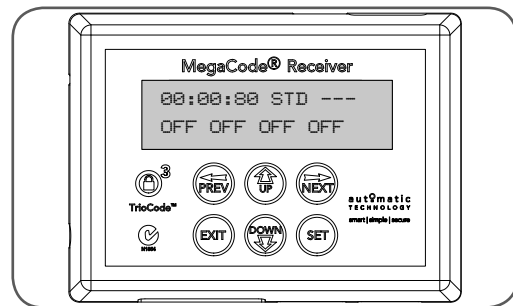 MegaCode® Receiver
00:00:80 STD ---
OFF OFF OFF OFF
PREV
UP
NEXT
3
TrioCode™
automatic
TECHNOLOGY
smart | simple | secure
EXIT
DOWN
SET